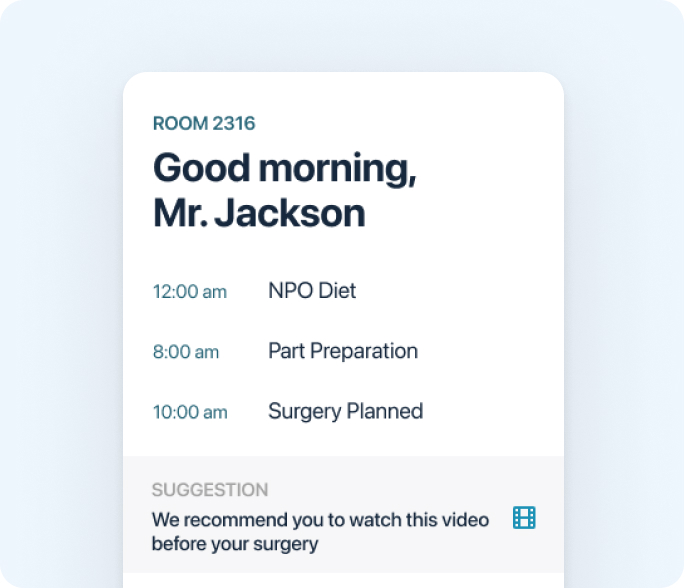 ROOM 2316
Good morning,
Mr. Jackson
12:00 am NPO Diet
8:00 am Part Preparation
10:00 am Surgery Planned
SUGGESTION
We recommend you to watch this video
before your surgery